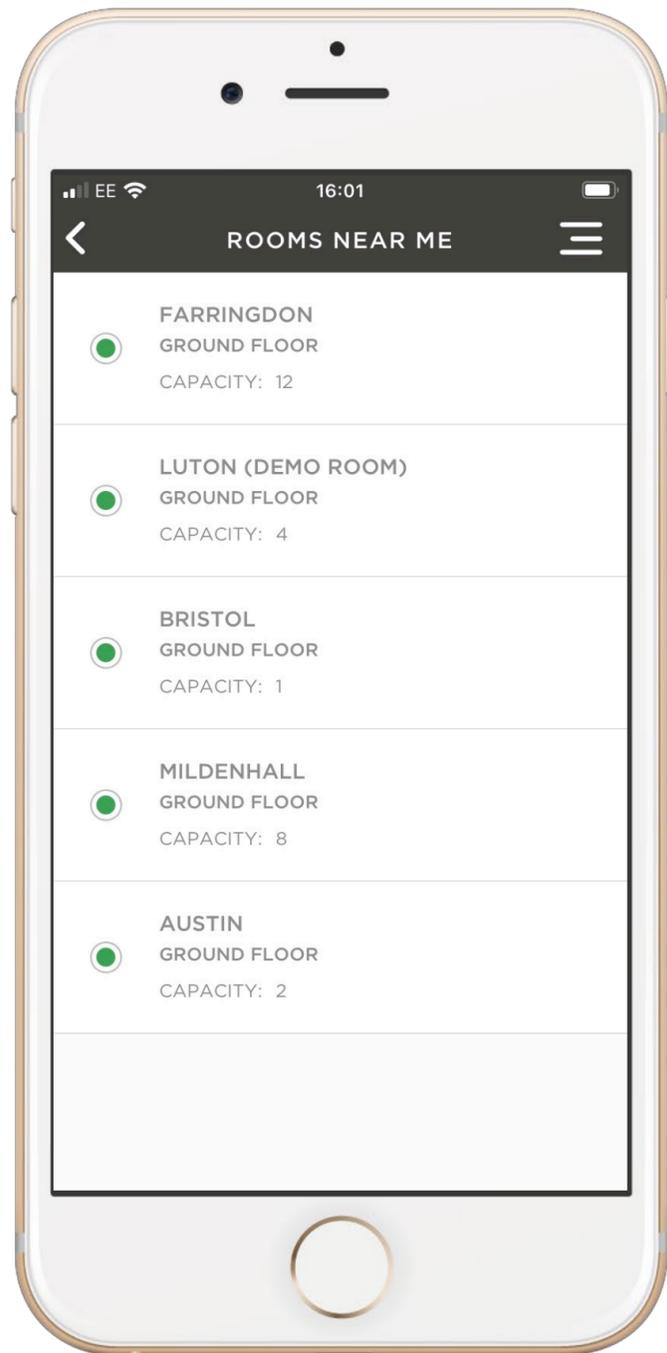 EE 16:01
ROOMS NEAR ME
FARRINGDON
GROUND FLOOR
CAPACITY: 12
LUTON (DEMO ROOM)
GROUND FLOOR
CAPACITY: 4
BRISTOL
GROUND FLOOR
CAPACITY: 1
MILDENHALL
GROUND FLOOR
CAPACITY: 8
AUSTIN
GROUND FLOOR
CAPACITY: 2